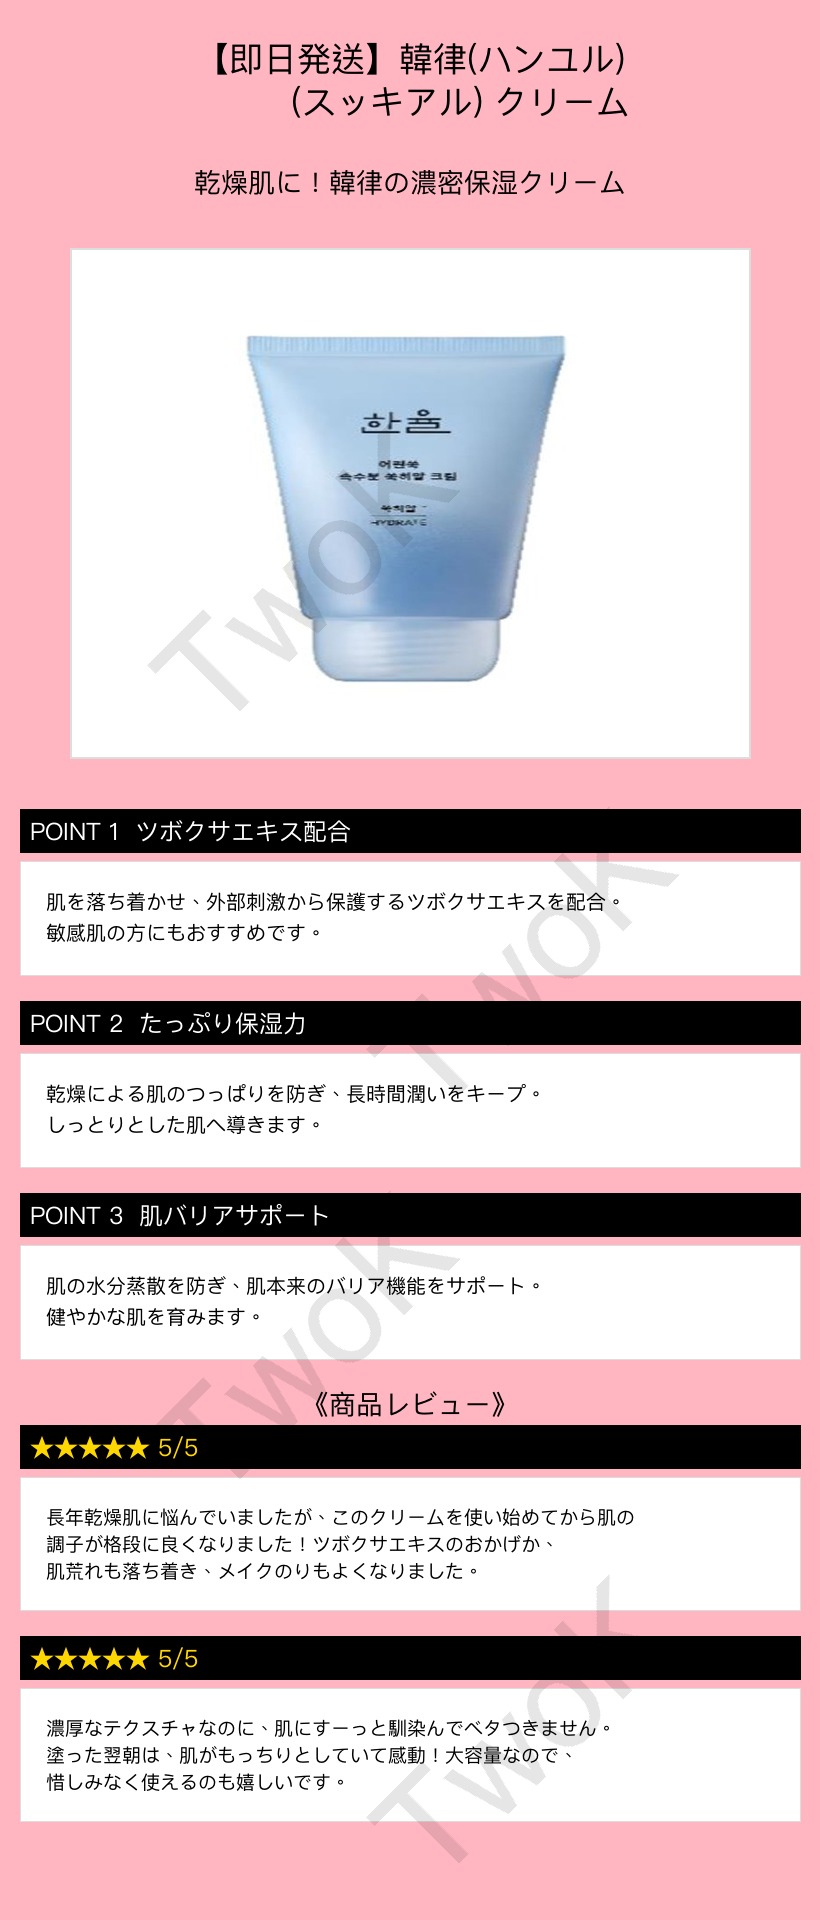 【即日発送】韓律(ハンユル)
(スッキアル) クリーム
乾燥肌に！韓律の濃密保湿クリーム
한율
어린쑥
속수분 쑥히알 크림
쑥히알
HYDRATE
TwoK
POINT 1 ツボクサエキス配合
肌を落ち着かせ、外部刺激から保護するツボクサエキスを配合。
敏感肌の方にもおすすめです。
TwoK
POINT 2 たっぷり保湿力
乾燥による肌のつっぱりを防ぎ、長時間潤いをキープ。
しっとりとした肌へ導きます。
POINT 3 肌バリアサポート
肌の水分蒸散を防ぎ、肌本来のバリア機能をサポート。
健やかな肌を育みます。
TwoK
《商品レビュー》
★★★★★ 5/5
長年乾燥肌に悩んでいましたが、このクリームを使い始めてから肌の
調子が格段に良くなりました！ツボクサエキスのおかげか、
肌荒れも落ち着き、メイクのりもよくなりました。
★★★★★ 5/5
濃厚なテクスチャなのに、肌にすーっと馴染んでベタつきません。
塗った翌朝は、肌がもっちりとしていて感動！大容量なので、
惜しみなく使えるのも嬉しいです。
TwoK